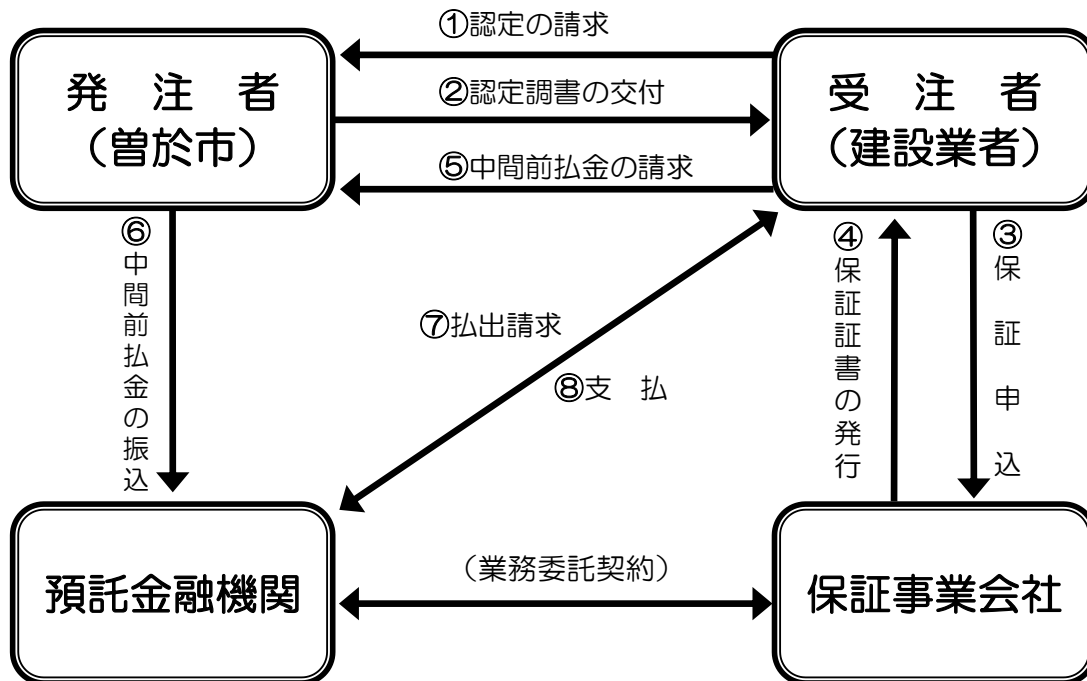 ①認定の請求
発　注　者
（曽於市）
②認定調書の交付
受　注　者
（建設業者）
⑤中間前払金の請求
⑥中間前払金の振込
④保証証書の発行
③保　証　申　込
⑦払出請求
⑧支　払
預託金融機関
（業務委託契約）
保証事業会社